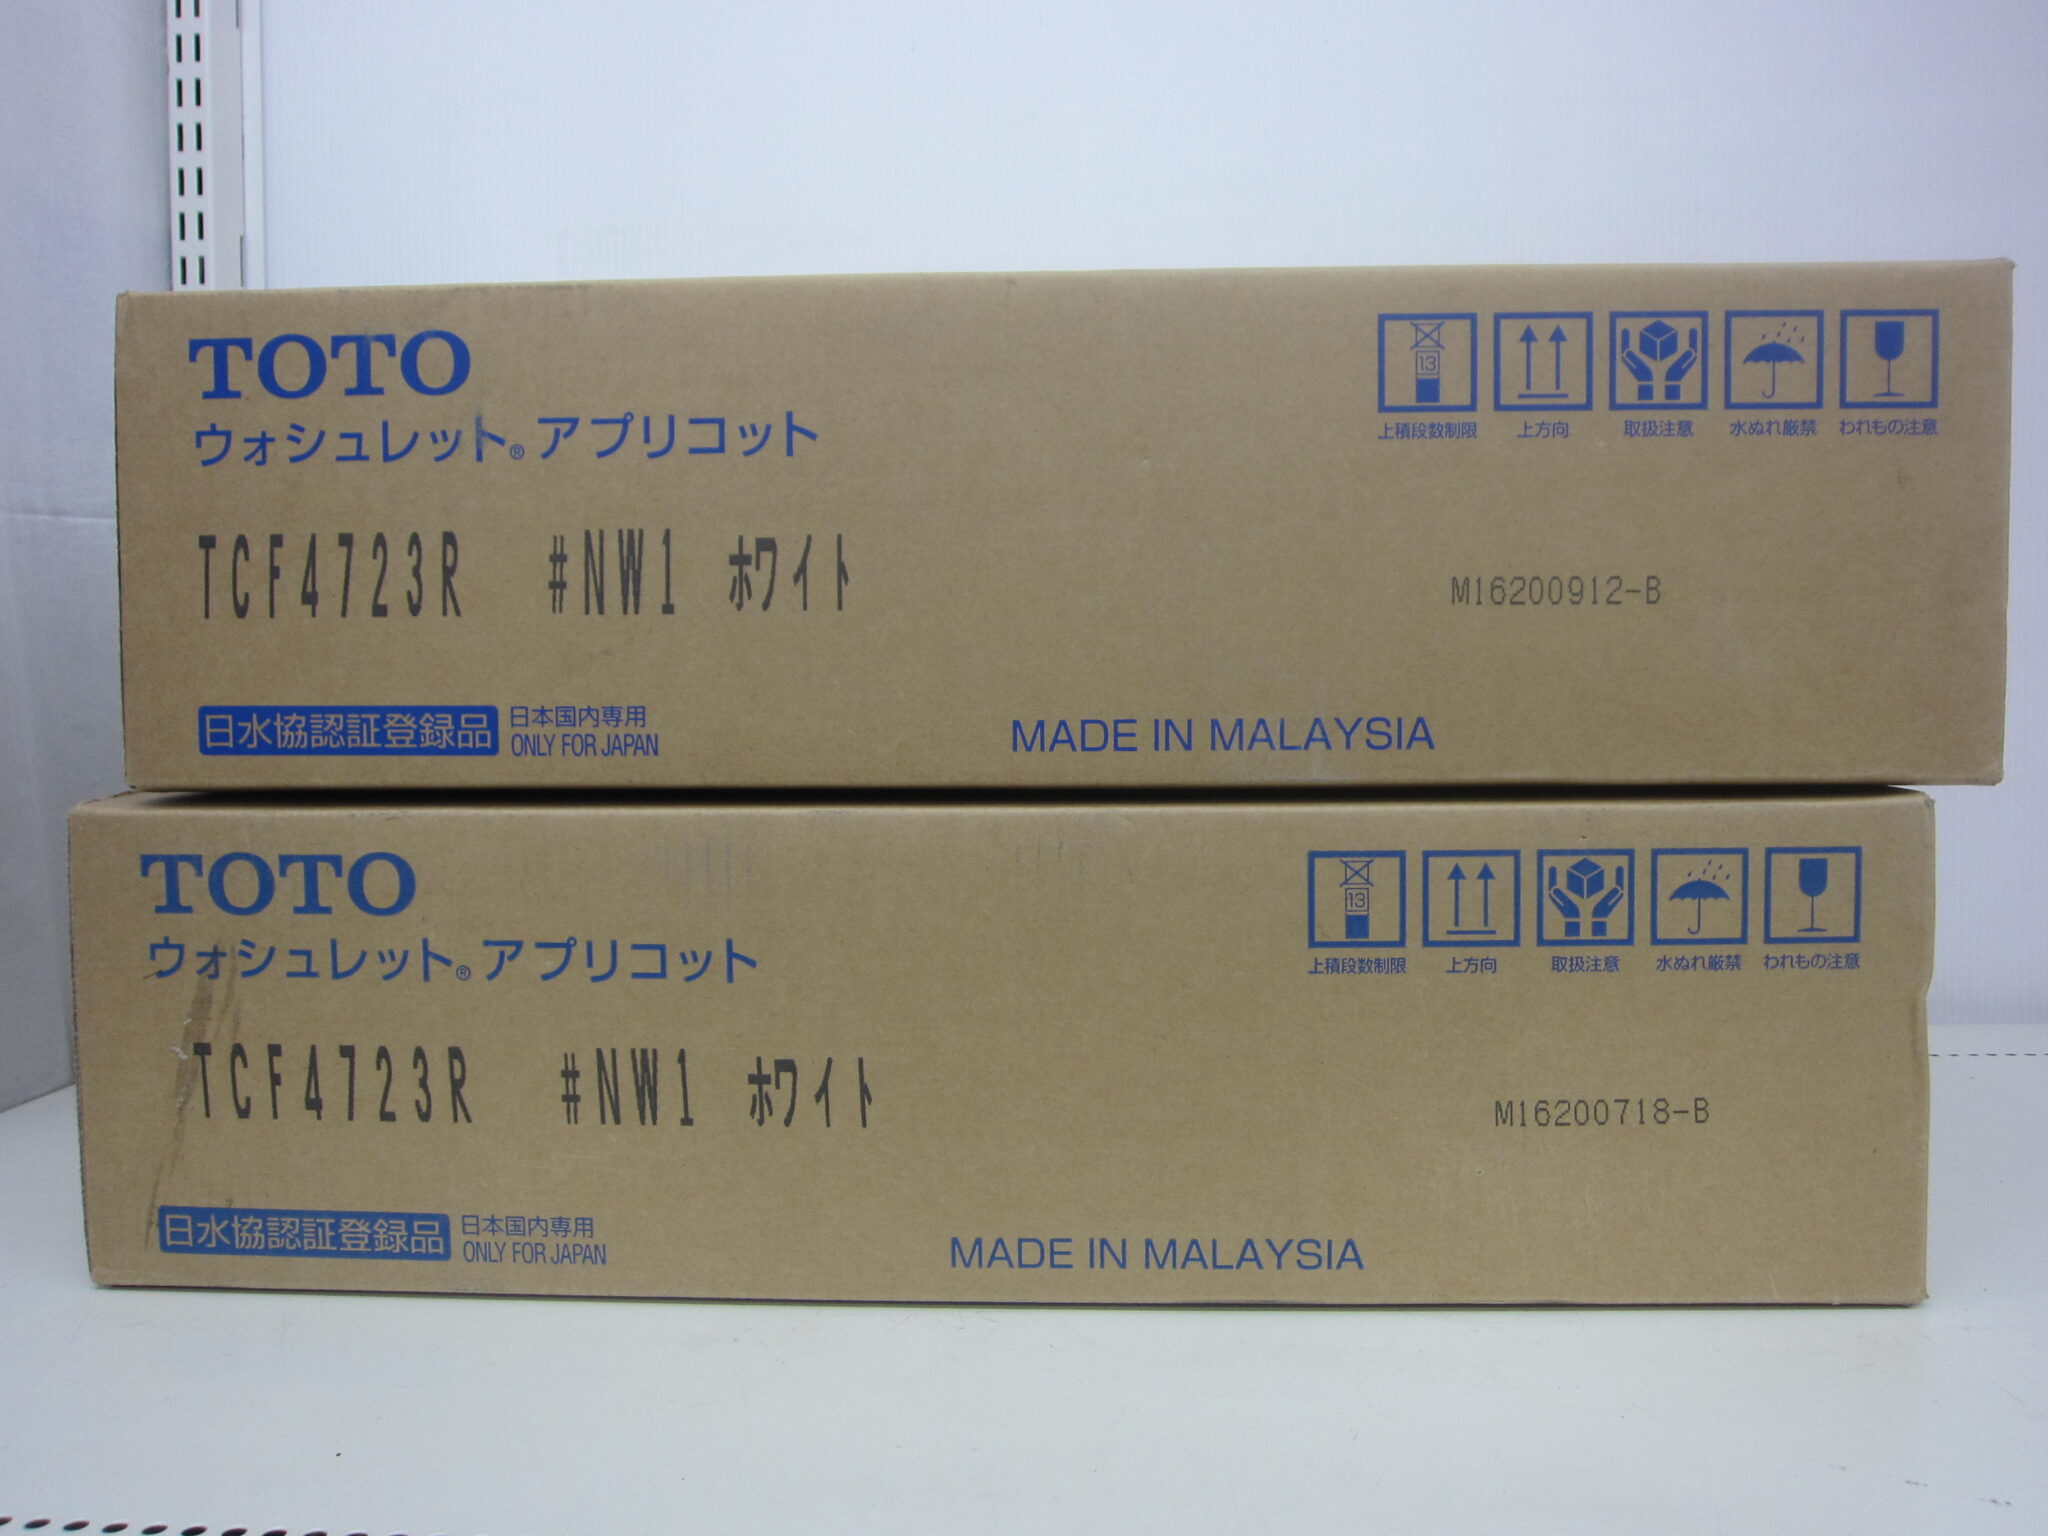 TOTO
ウォシュレット® アプリコット
13
上積段数制限 上方向 取扱注意 水ぬれ厳禁 われもの注意
TCF4723R #NW1 ホワイト
M16200912-B
日水協認証登録品
日本国内専用
ONLY FOR JAPAN
MADE IN MALAYSIA
TOTO
ウォシュレット® アプリコット
13
上積段数制限 上方向 取扱注意 水ぬれ厳禁 われもの注意
TCF4723R #NW1 ホワイト
M16200718-B
日水協認証登録品
日本国内専用
ONLY FOR JAPAN
MADE IN MALAYSIA